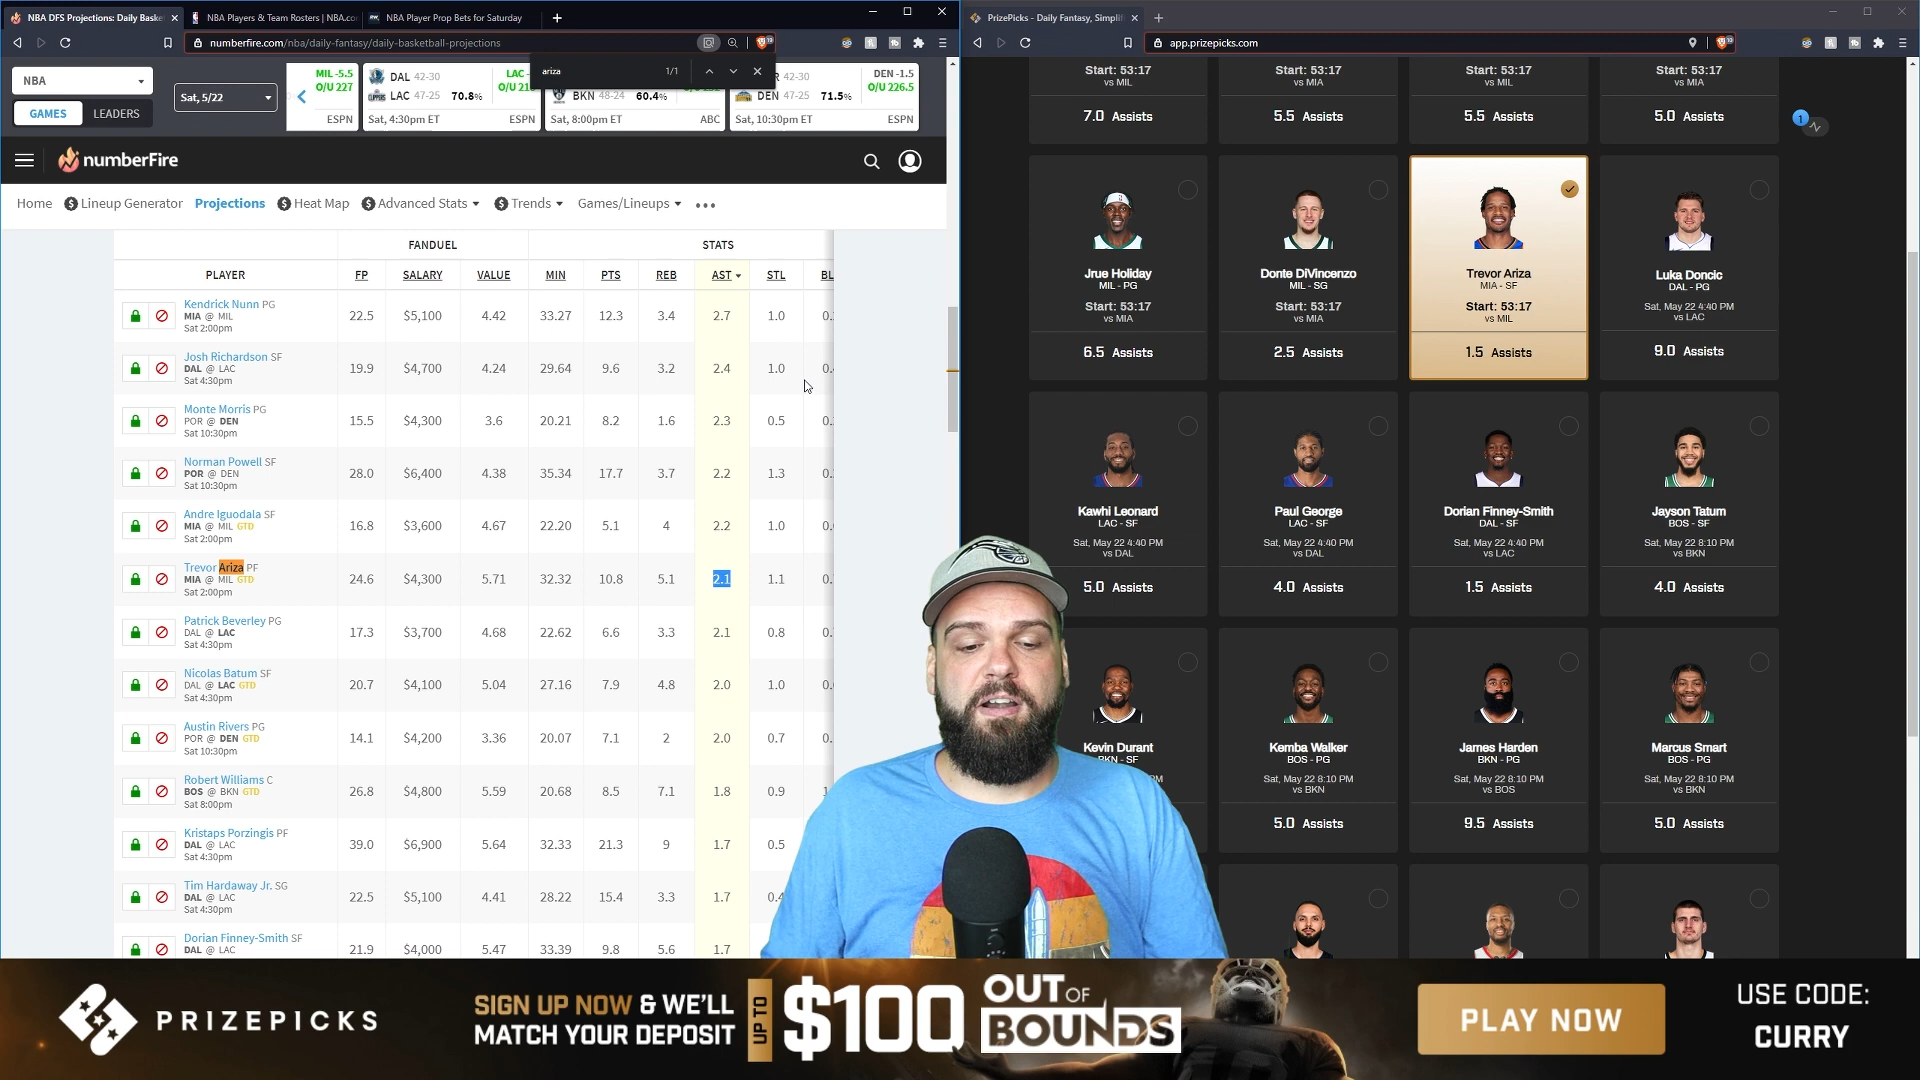 NBA DFS Projections: Daily Baske
NBA Players & Team Rosters | NBA.co
NBA Player Prop Bets for Saturday
numberfire.com/nba/daily-fantasy/daily-basketball-projections
ariza 1/1
NBA
GAMES LEADERS
Sat, 5/22
MIL -5.5
O/U 227
ESPN
DAL 42-30 LAC -
LAC 47-25 70.8% O/U 21
Sat, 4:30pm ET ESPN
BKN 48-24 60.4%
Sat, 8:00pm ET ABC
42-30 DEN -1.5
DEN 47-25 71.5% O/U 226.5
Sat, 10:30pm ET ESPN
numberFire
Home Lineup Generator Projections Heat Map Advanced Stats Trends Games/Lineups
FANDUEL STATS
PLAYER FP SALARY VALUE MIN PTS REB AST STL BL
Kendrick Nunn PG
MIA @ MIL
Sat 2:00pm
22.5 $5,100 4.42 33.27 12.3 3.4 2.7 1.0 0.
Josh Richardson SF
DAL @ LAC
Sat 4:30pm
19.9 $4,700 4.24 29.64 9.6 3.2 2.4 1.0 0.
Monte Morris PG
POR @ DEN
Sat 10:30pm
15.5 $4,300 3.6 20.21 8.2 1.6 2.3 0.5 0.
Norman Powell SF
POR @ DEN
Sat 10:30pm
28.0 $6,400 4.38 35.34 17.7 3.7 2.2 1.3 0.
Andre Iguodala SF
MIA @ MIL GTD
Sat 2:00pm
16.8 $3,600 4.67 22.20 5.1 4 2.2 1.0 0.
Trevor Ariza PF
MIA @ MIL GTD
Sat 2:00pm
24.6 $4,300 5.71 32.32 10.8 5.1 2.1 1.1 0.
Patrick Beverley PG
DAL @ LAC
Sat 4:30pm
17.3 $3,700 4.68 22.62 6.6 3.3 2.1 0.8 0.
Nicolas Batum SF
DAL @ LAC GTD
Sat 4:30pm
20.7 $4,100 5.04 27.16 7.9 4.8 2.0 1.0 0.
Austin Rivers PG
POR @ DEN GTD
Sat 10:30pm
14.1 $4,200 3.36 20.07 7.1 2 2.0 0.7 0.
Robert Williams C
BOS @ BKN GTD
Sat 8:00pm
26.8 $4,800 5.59 20.68 8.5 7.1 1.8 0.9 1
Kristaps Porzingis PF
DAL @ LAC
Sat 4:30pm
39.0 $6,900 5.64 32.33 21.3 9 1.7 0.5
Tim Hardaway Jr. SG
DAL @ LAC
Sat 4:30pm
22.5 $5,100 4.41 28.22 15.4 3.3 1.7 0.4
Dorian Finney-Smith SF
DAL @ LAC
21.9 $4,000 5.47 33.39 9.8 5.6 1.7
PrizePicks - Daily Fantasy, Simplif
app.prizepicks.com
1
Start: 53:17 Start: 53:17 Start: 53:17 Start: 53:17
vs MIL vs MIA vs MIA vs MIA
7.0 Assists 5.5 Assists 5.5 Assists 5.0 Assists
Jrue Holiday
MIL - PG
Start: 53:17
vs MIA
6.5 Assists
Donte DiVincenzo
MIL - SG
Start: 53:17
vs MIA
2.5 Assists
Trevor Ariza
MIA - SF
Start: 53:17
vs MIL
1.5 Assists
Luka Doncic
DAL - PG
Sat, May 22 4:40 PM
vs LAC
9.0 Assists
Kawhi Leonard
LAC - SF
Sat, May 22 4:40 PM
vs DAL
5.0 Assists
Paul George
LAC - SF
Sat, May 22 4:40 PM
vs DAL
4.0 Assists
Dorian Finney-Smith
DAL - SF
Sat, May 22 4:40 PM
vs LAC
1.5 Assists
Jayson Tatum
BOS - SF
Sat, May 22 8:10 PM
vs BKN
4.0 Assists
Kevin Durant
BKN - SF
22 8:10 PM
Kemba Walker
BOS - PG
Sat, May 22 8:10 PM
vs BKN
5.0 Assists
James Harden
BKN - PG
Sat, May 22 8:10 PM
vs BOS
9.5 Assists
Marcus Smart
BOS - PG
Sat, May 22 8:10 PM
vs BKN
5.0 Assists
PRIZEPICKS
SIGN UP NOW & WE'LL
MATCH YOUR DEPOSIT
UP TO
$100
OUT OF
BOUNDS
PLAY NOW
USE CODE:
CURRY